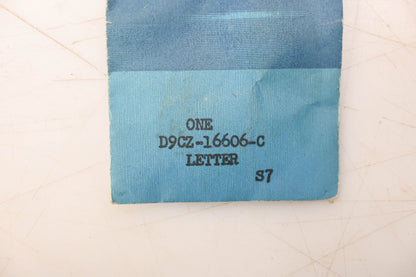 ONE
D9CZ-16606-C
LETTER
S7